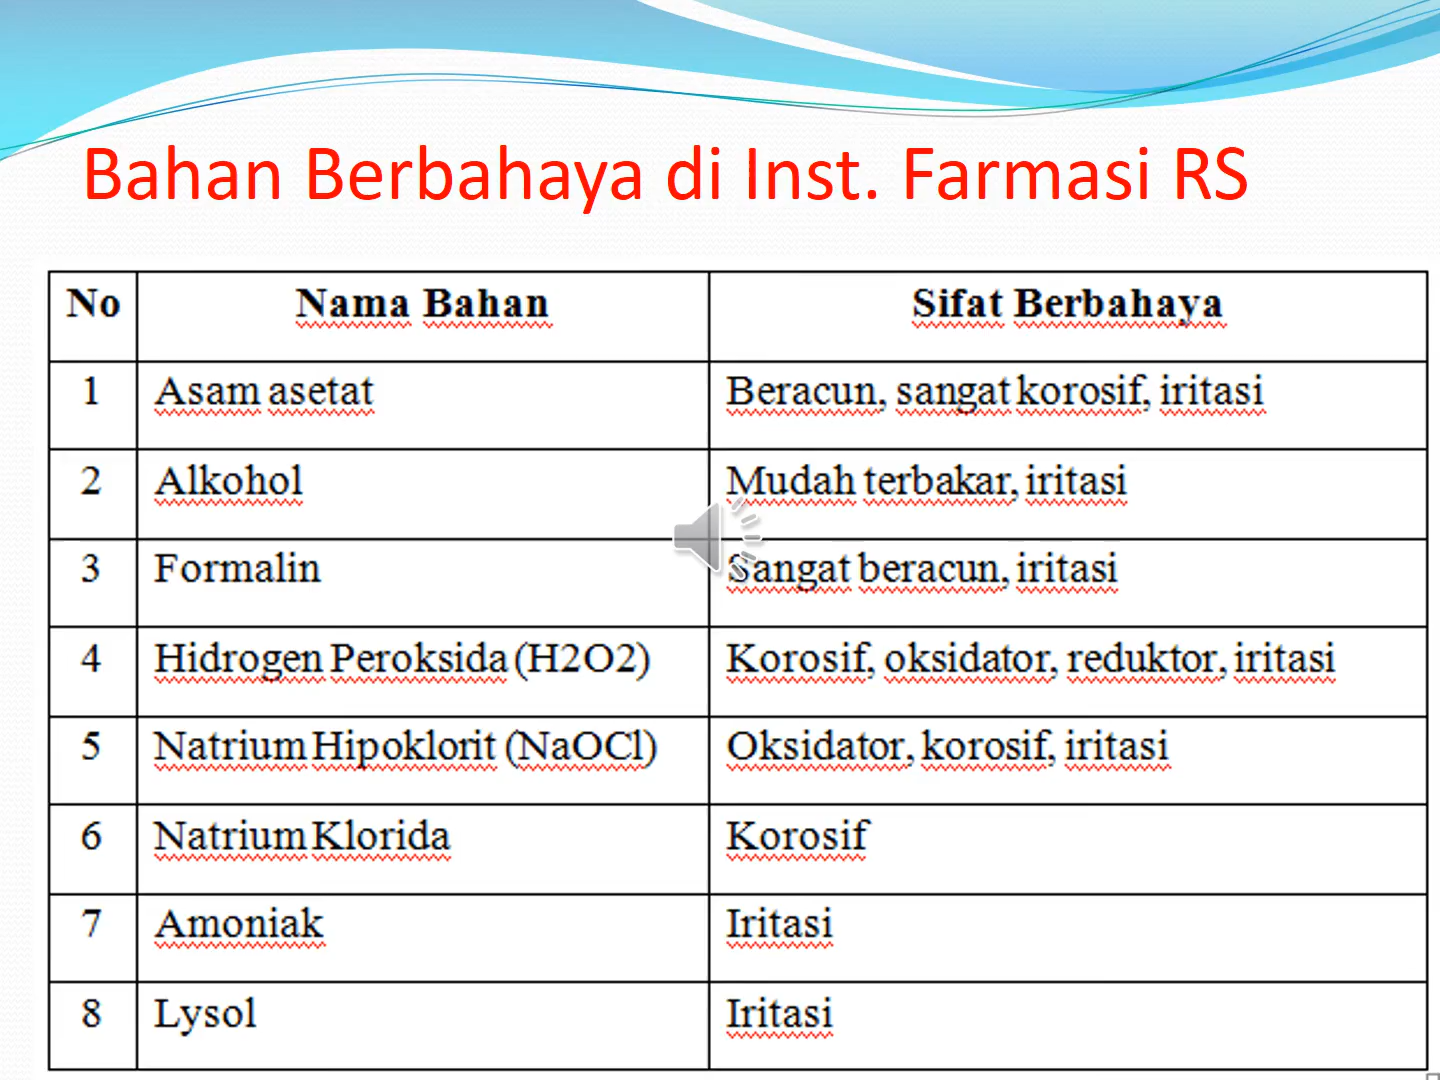 Bahan Berbahaya di Inst. Farmasi RS
No Nama Bahan Sifat Berbahaya
1 Asam asetat Beracun, sangat korosif, iritasi
2 Alkohol Mudah terbakar, iritasi
3 Formalin Sangat beracun, iritasi
4 Hidrogen Peroksida (H2O2) Korosif, oksidator, reduktor, iritasi
5 Natrium Hipoklorit (NaOCl) Oksidator, korosif, iritasi
6 Natrium Klorida Korosif
7 Amoniak Iritasi
8 Lysol Iritasi